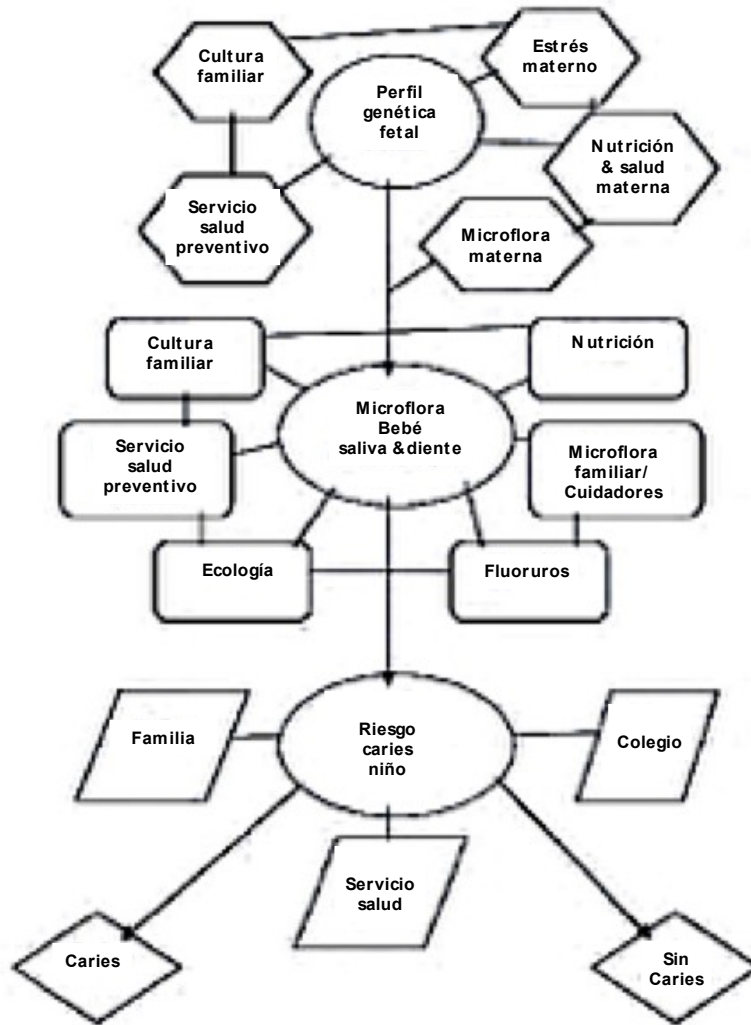 Cultura
familiar
Estrés
materno
Perfil
genética
fetal
Nutrición
& salud
materna
Servicio
salud
preventivo
Microflora
materna
Cultura
familiar
Nutrición
Microflora
Bebé
saliva &diente
Servicio
salud
preventivo
Microflora
familiar/
Cuidadores
Ecología
Fluoruros
Familia
Riesgo
caries
niño
Colegio
Servicio
salud
Caries
Sin
Caries